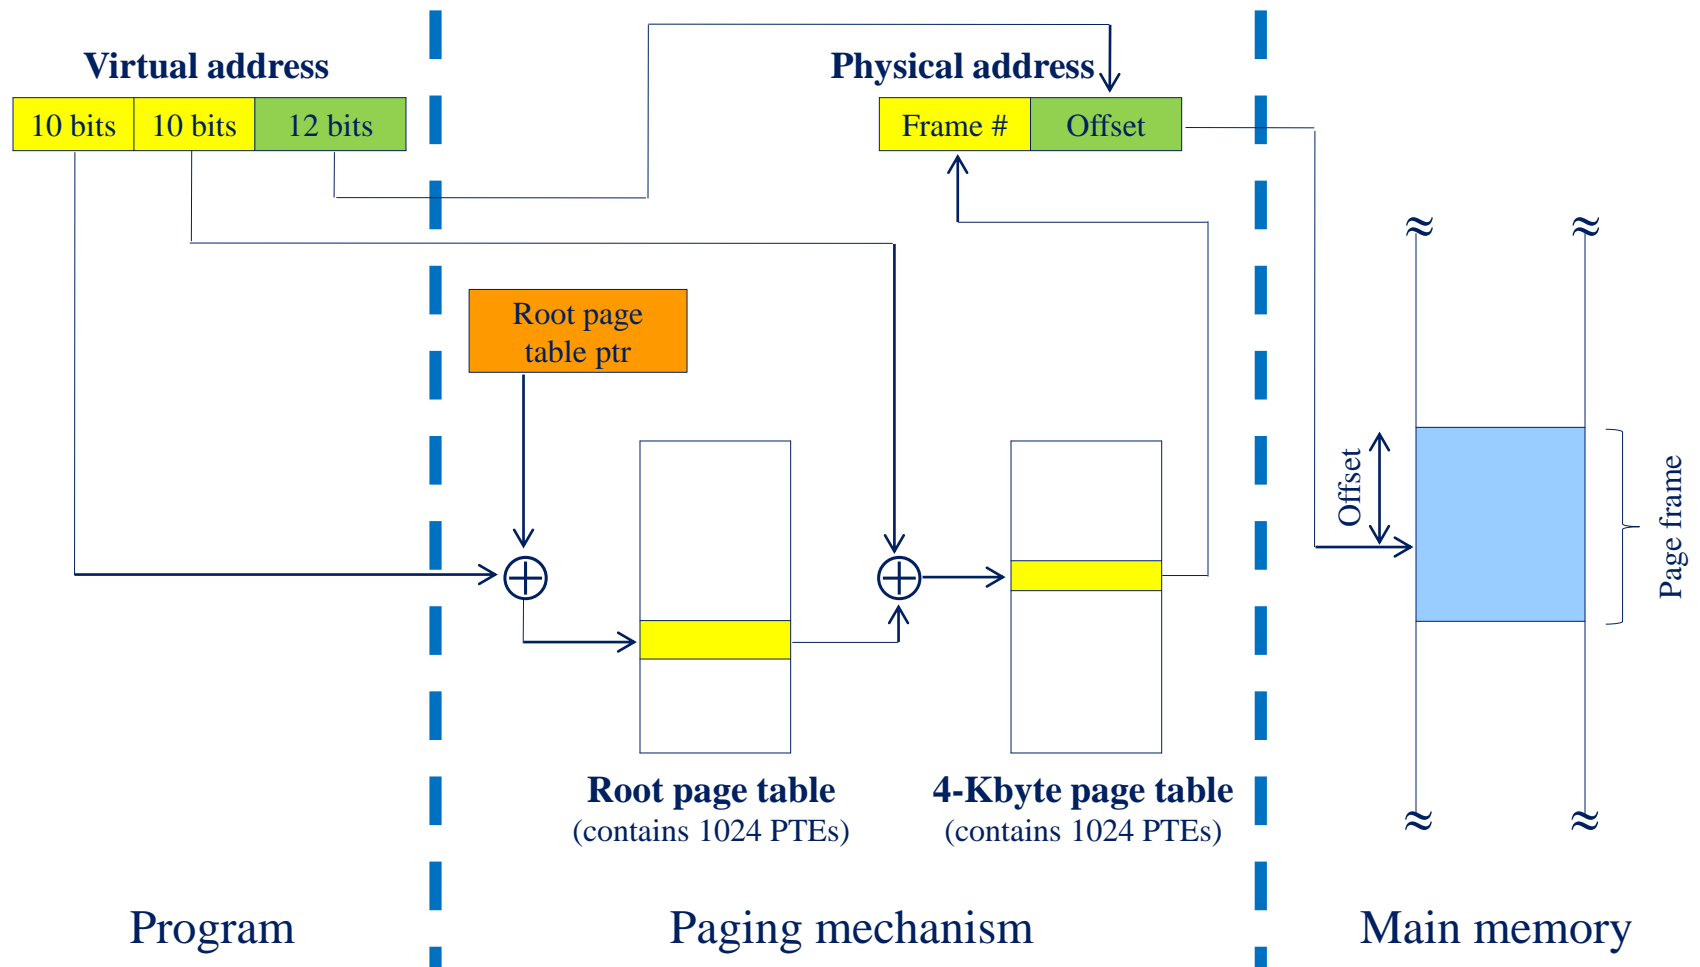 Virtual address
10 bits
10 bits
12 bits
Physical address
Frame #
Offset
Root page
table ptr
Offset
Page frame
Root page table
(contains 1024 PTEs)
4-Kbyte page table
(contains 1024 PTEs)
Program
Paging mechanism
Main memory